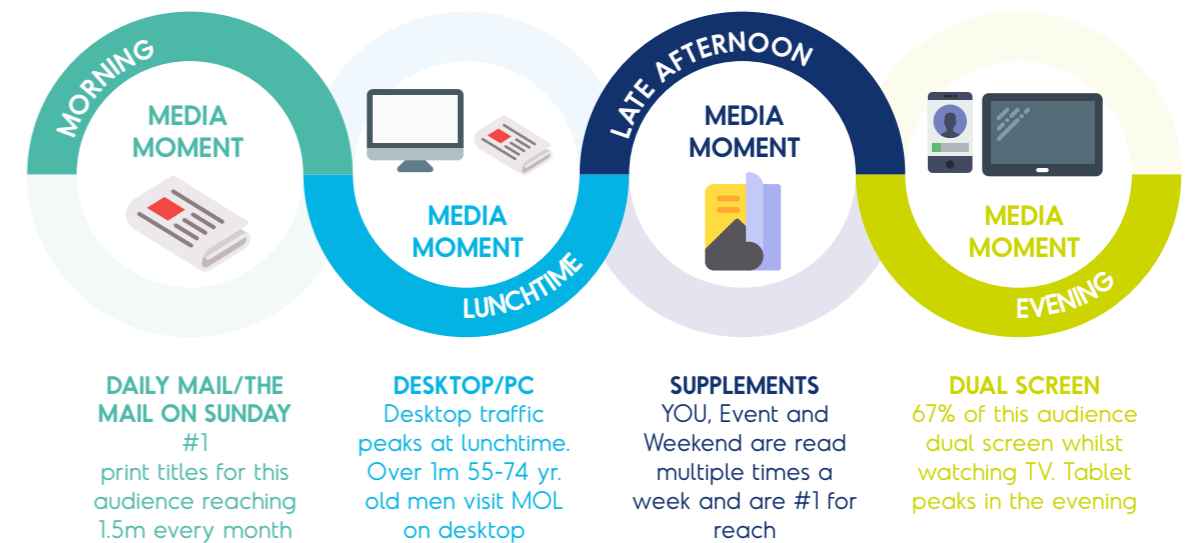 MORNING
MEDIA
MOMENT
MEDIA
MOMENT
LUNCHTIME
LATE AFTERNOON
MEDIA
MOMENT
MEDIA
MOMENT
EVENING
DAILY MAIL/THE
MAIL ON SUNDAY
#1
print titles for this
audience reaching
1.5m every month
DESKTOP/PC
Desktop traffic
peaks at lunchtime.
Over 1m 55-74 yr.
old men visit MOL
on desktop
SUPPLEMENTS
YOU, Event and
Weekend are read
multiple times a
week and are #1 for
reach
DUAL SCREEN
67% of this audience
dual screen whilst
watching TV. Tablet
peaks in the evening